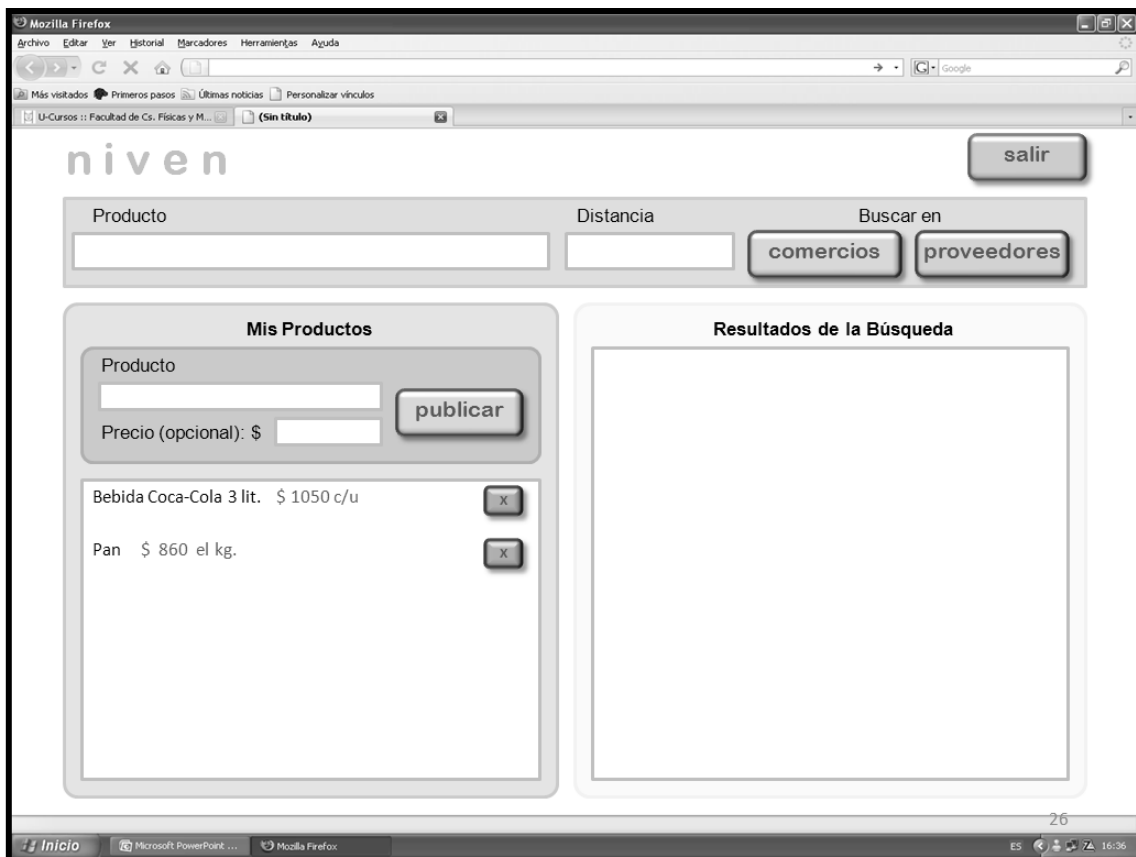 Mozilla Firefox
Archivo Editar Ver Historial Marcadores Herramientas Ayuda
Google
Más visitados Primeros pasos Últimas noticias Personalizar vínculos
U-Cursos :: Facultad de Cs. Físicas y M... (Sin título)
niven
salir
Producto Distancia Buscar en
comercios proveedores
Mis Productos
Producto
publicar
Precio (opcional): $
Bebida Coca-Cola 3 lit. $ 1050 c/u x
Pan $ 860 el kg. x
Resultados de la Búsqueda
26
Inicio Microsoft PowerPoint ... Mozilla Firefox ES 16:36